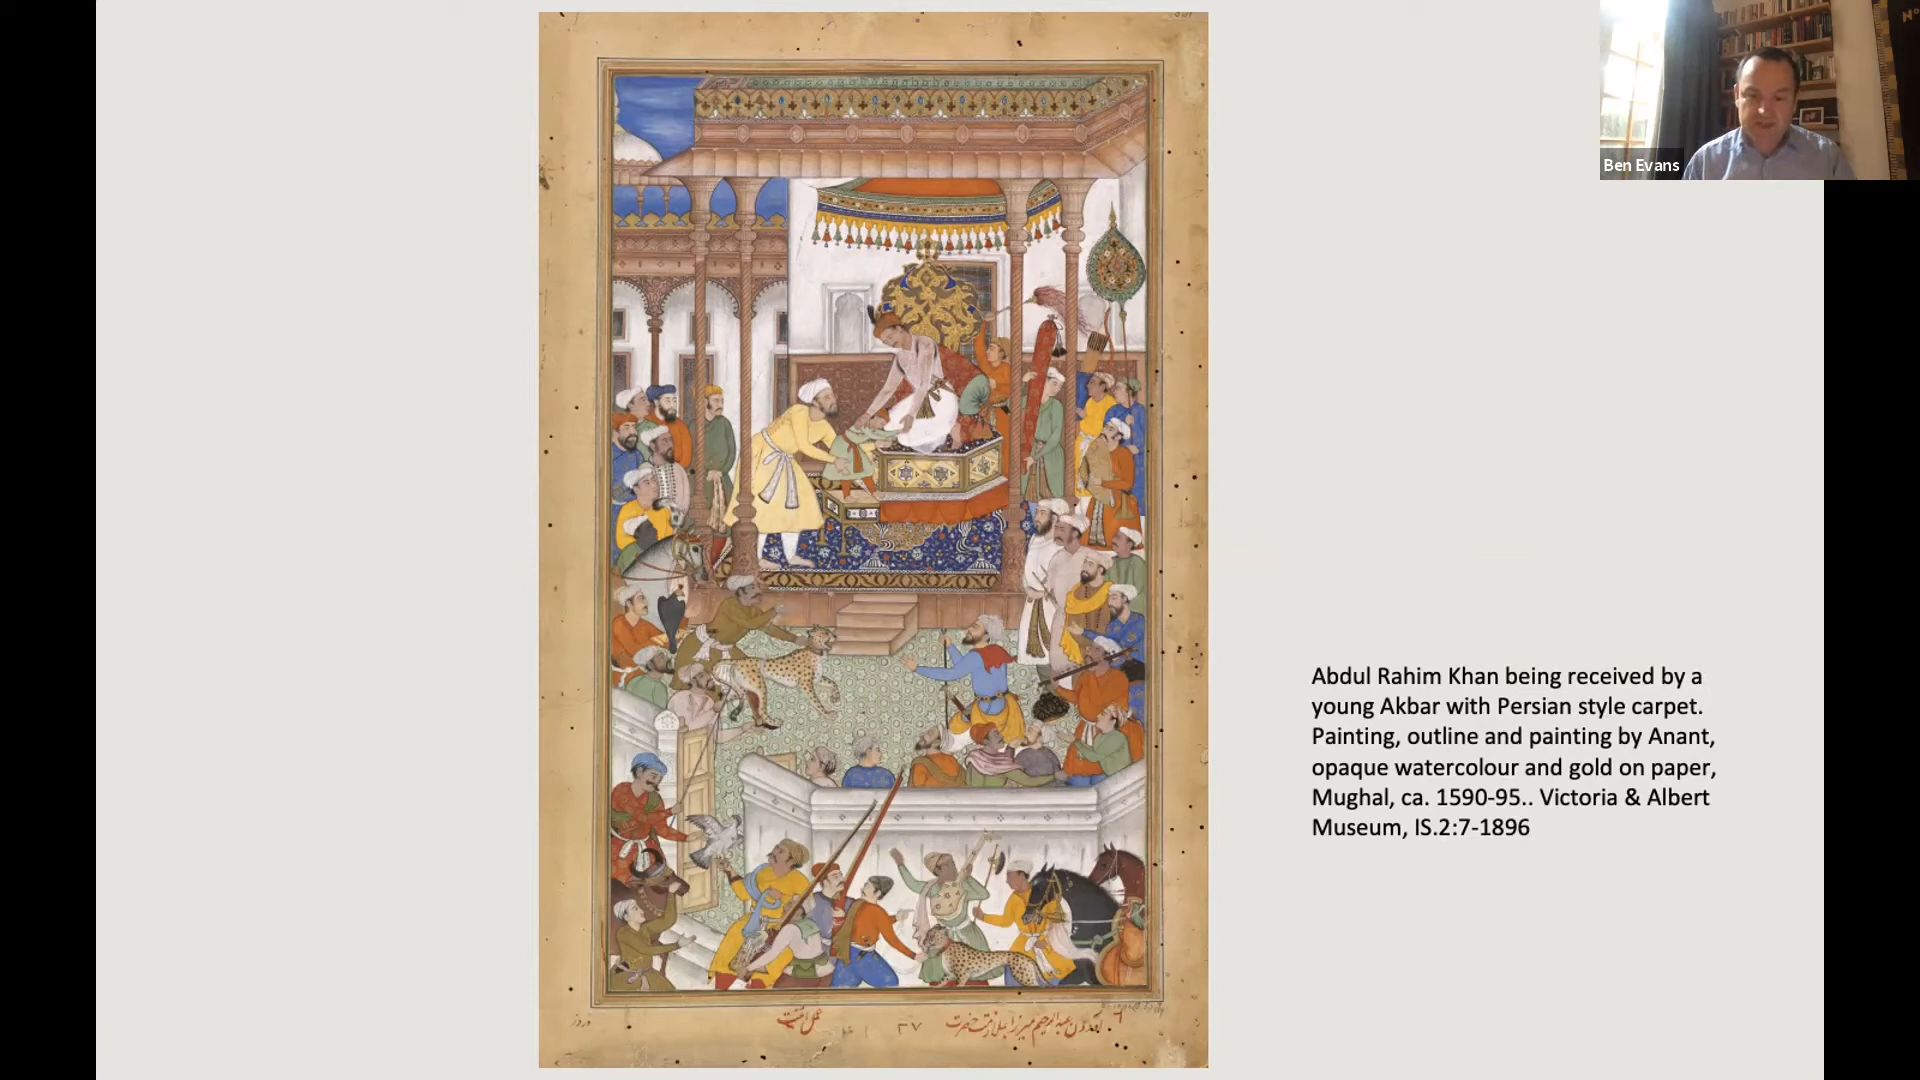 Ben Evans
Abdul Rahim Khan being received by a
young Akbar with Persian style carpet.
Painting, outline and painting by Anant,
opaque watercolour and gold on paper,
Mughal, ca. 1590-95.. Victoria & Albert
Museum, IS.2:7-1896
۲۷